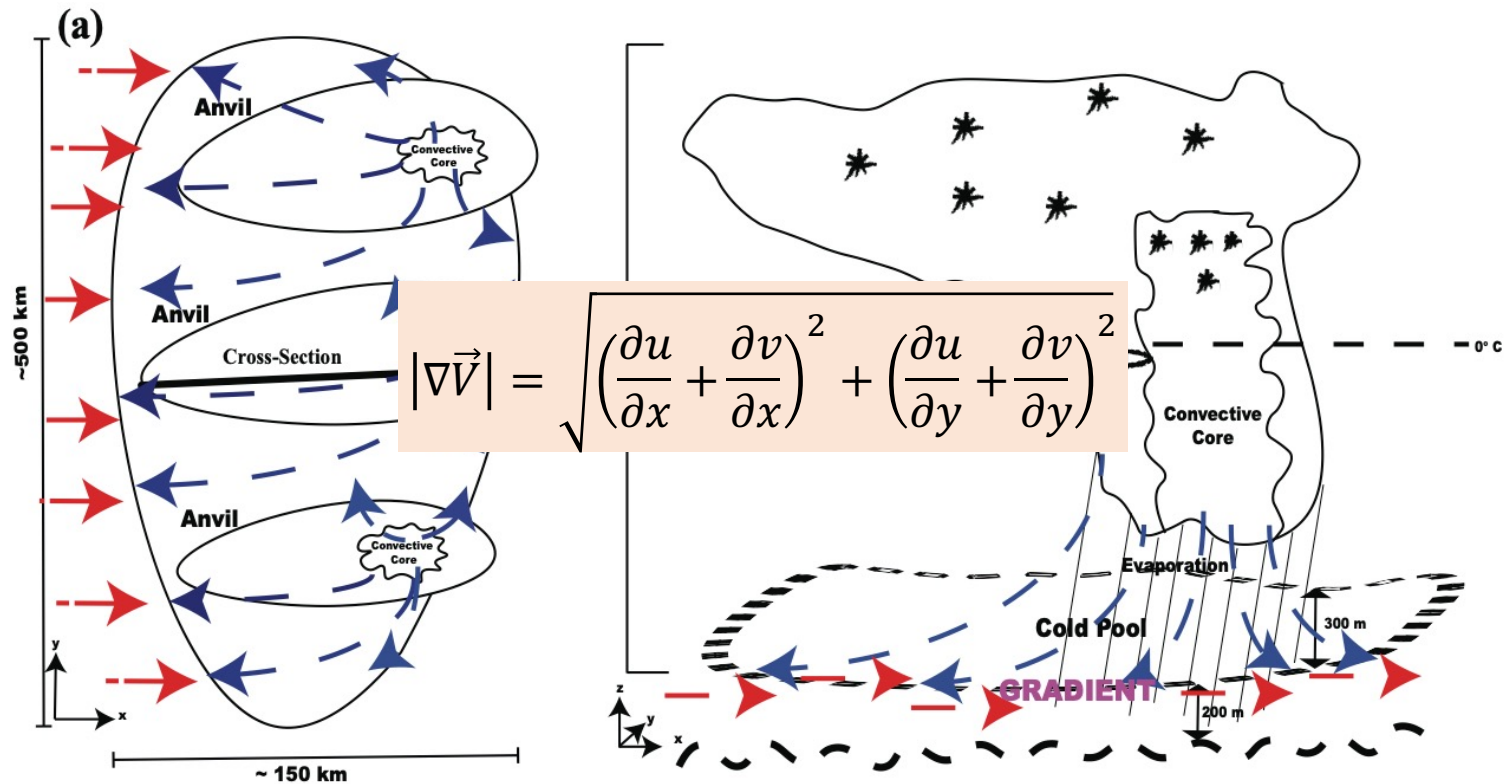 (a)
Anvil
Convective
Core
Anvil
Cross-Section
Anvil
Convective
Core
~500 km
y
x
~ 150 km
|∇V⃗| = √((∂u/∂x + ∂v/∂x)² + (∂u/∂y + ∂v/∂y)²)
0° C
Convective
Core
Evaporation
Cold Pool
300 m
GRADIENT
200 m
z
y
x